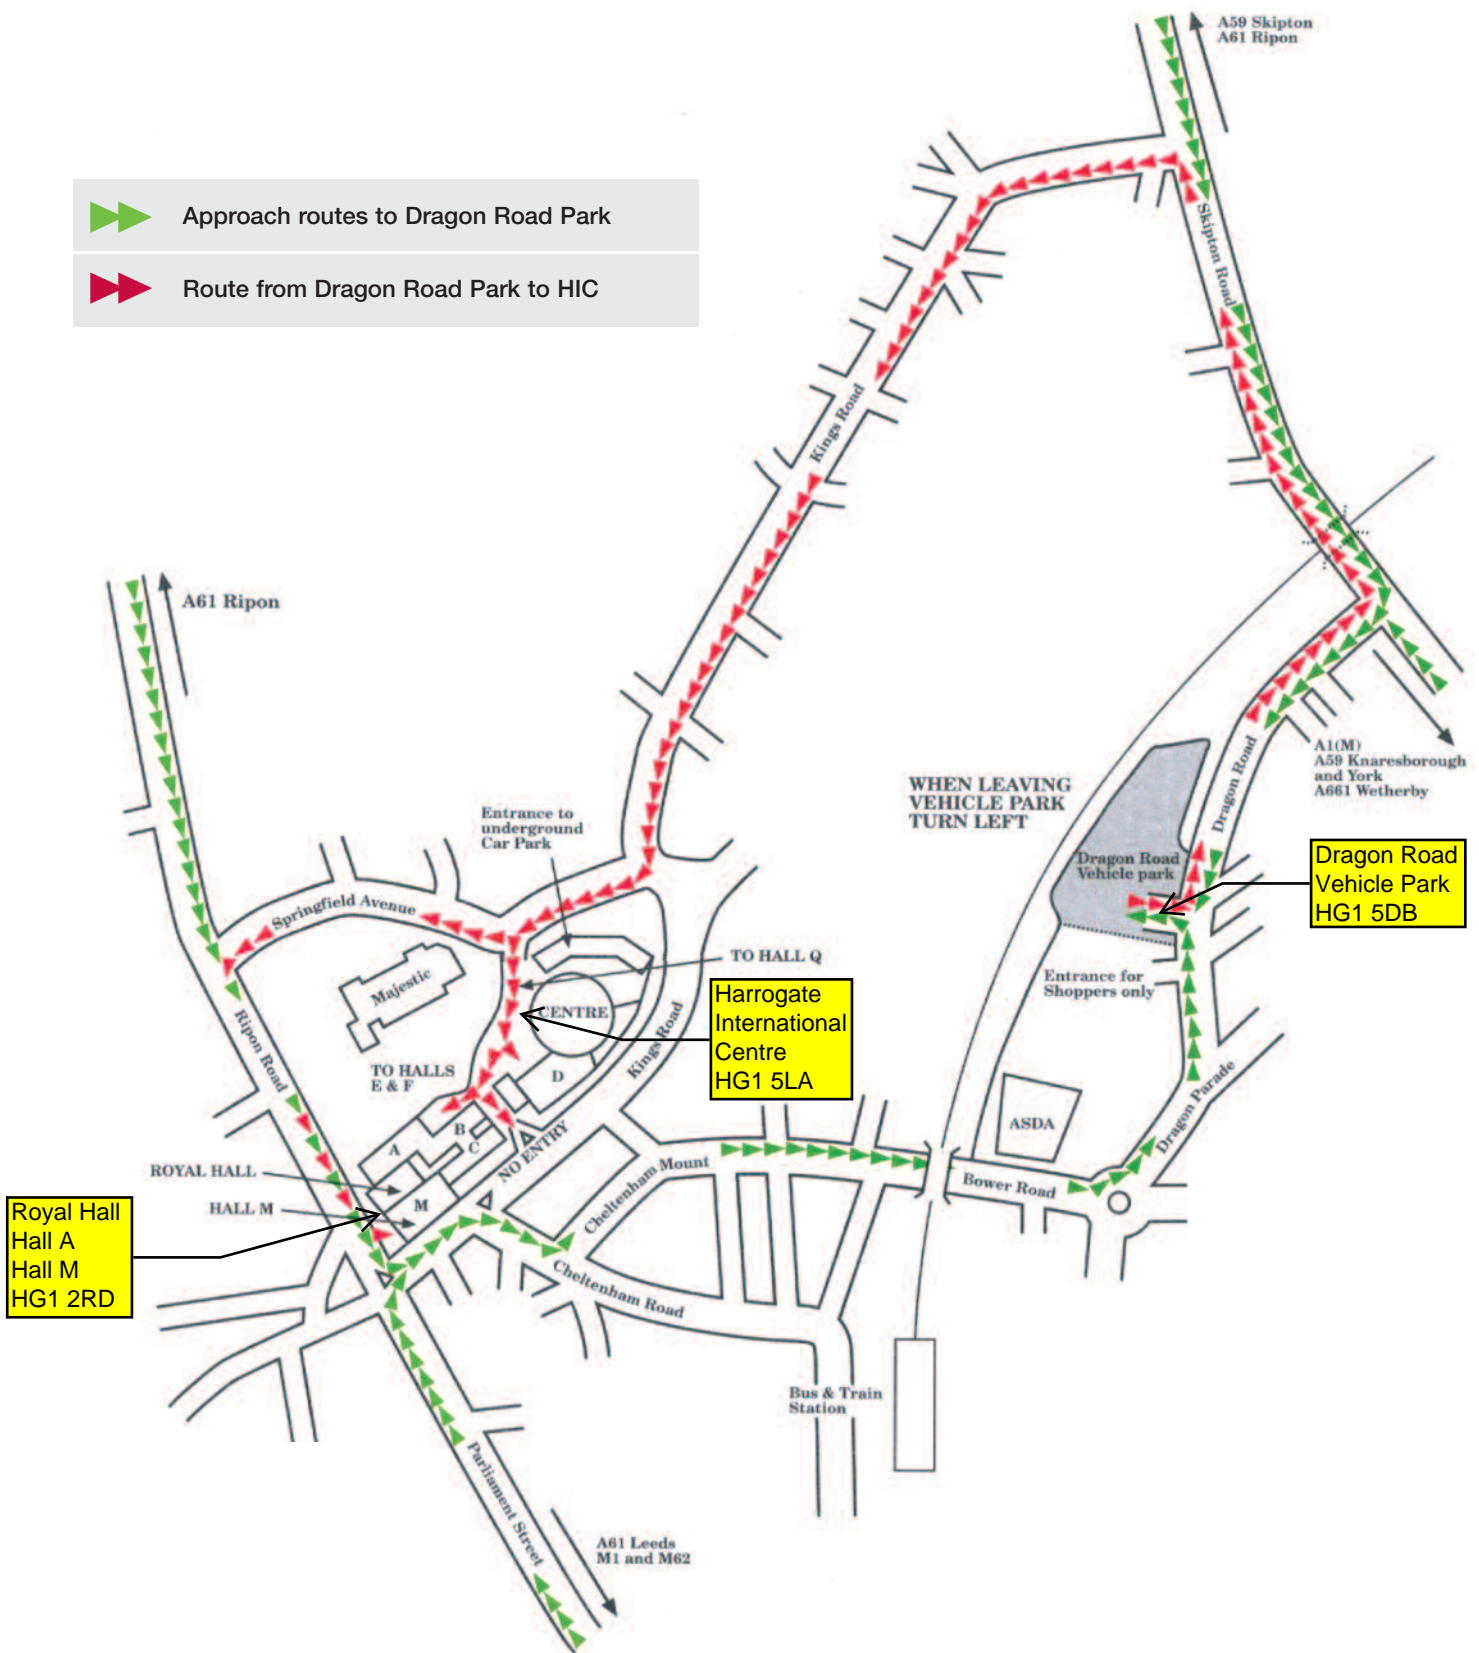 A59 Skipton
A61 Ripon
Approach routes to Dragon Road Park
Route from Dragon Road Park to HIC
Skipton Road
Kings Road
A61 Ripon
A1(M)
A59 Knaresborough
and York
A661 Wetherby
WHEN LEAVING
VEHICLE PARK
TURN LEFT
Dragon Road
Entrance to
underground
Car Park
Dragon Road
Vehicle park
Dragon Road
Vehicle Park
HG1 5DB
Springfield Avenue
TO HALL Q
Majestic
Entrance for
Shoppers only
CENTRE
Harrogate
International
Centre
HG1 5LA
Kings Road
Ripon Road
TO HALLS
E & F
D
ASDA
Dragon Parade
B
C
A
NO ENTRY
ROYAL HALL
Cheltenham Mount
Bower Road
HALL M
M
Royal Hall
Hall A
Hall M
HG1 2RD
Cheltenham Road
Bus & Train
Station
Parliament Street
A61 Leeds
M1 and M62